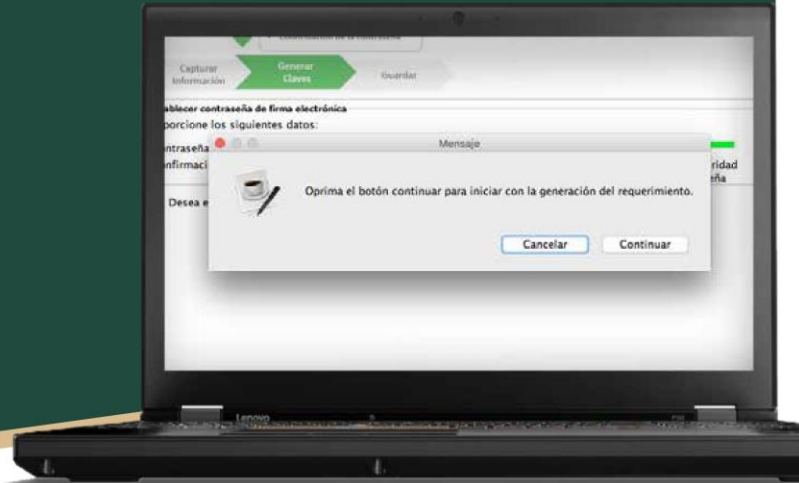 Capturar
Información
Generar
Claves
Guardar
ablecer contraseña de firma electrónica
porcione los siguientes datos:
ntraseña
Mensaje
nfirmaci
ridad
eña
Oprima el botón continuar para iniciar con la generación del requerimiento.
Desea e
Cancelar
Continuar
Lenovo